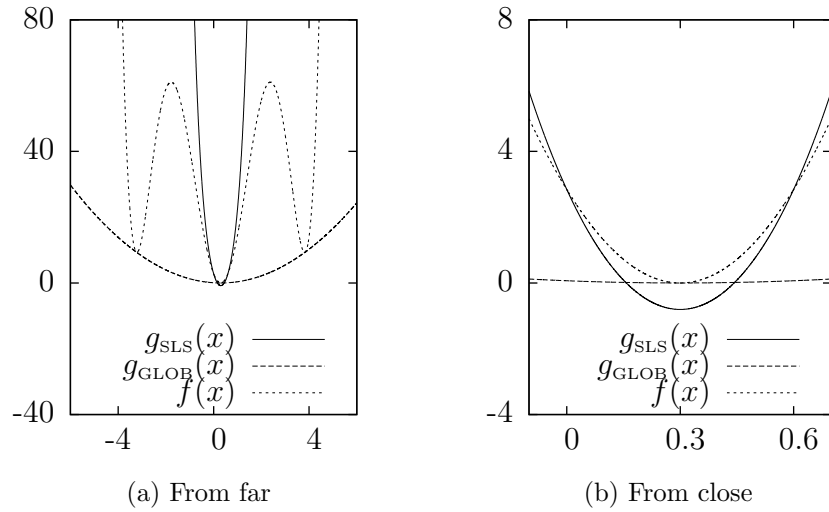 80
40
0
-40
-4
0
4
g_SLS(x)
g_GLOB(x)
f(x)
(a) From far
8
4
0
-4
0
0.3
0.6
g_SLS(x)
g_GLOB(x)
f(x)
(b) From close